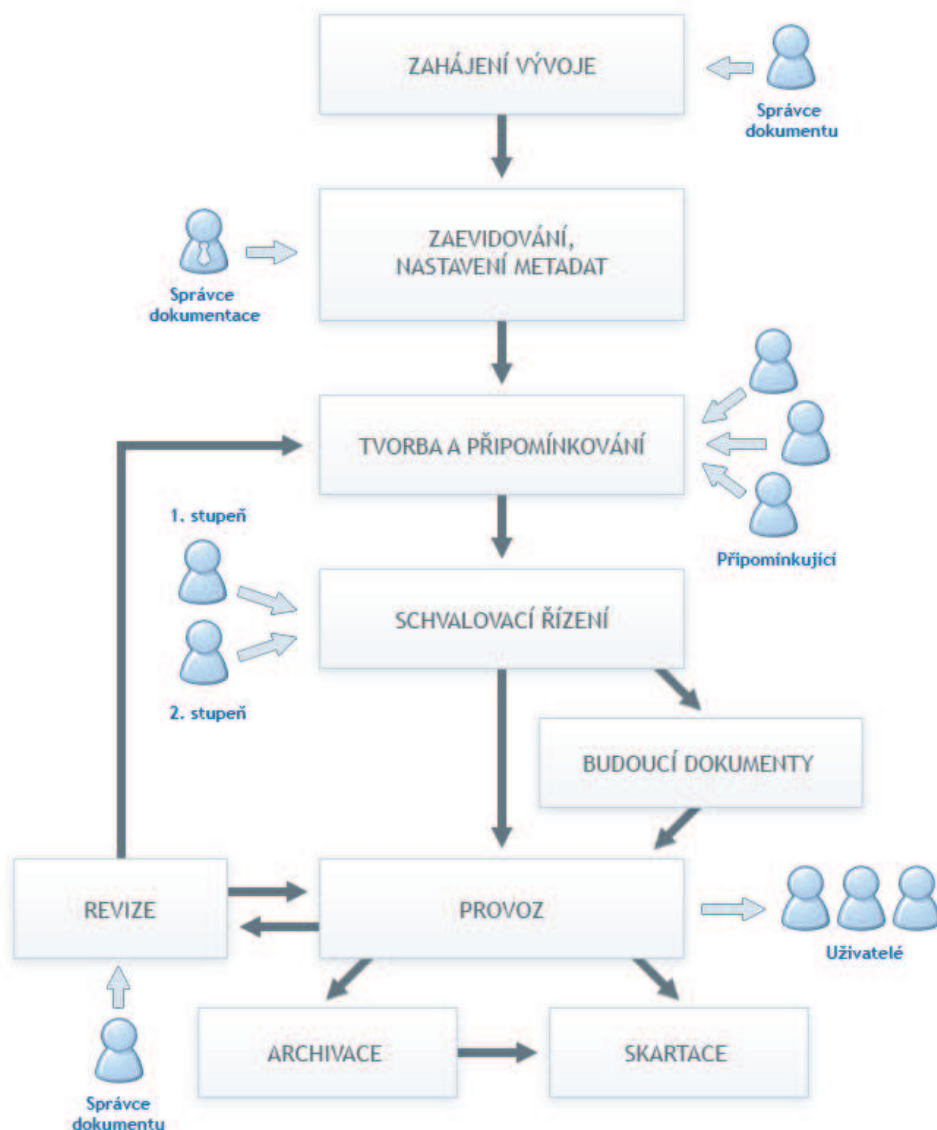 ZAHÁJENÍ VÝVOJE
Správce
dokumentu
ZAEVIDOVÁNÍ,
NASTAVENÍ METADAT
Správce
dokumentace
TVORBA A PŘIPOMÍNKOVÁNÍ
Připomínkující
1. stupeň
SCHVALOVACÍ ŘÍZENÍ
2. stupeň
BUDOUCÍ DOKUMENTY
REVIZE
PROVOZ
Uživatelé
ARCHIVACE
SKARTACE
Správce
dokumentu